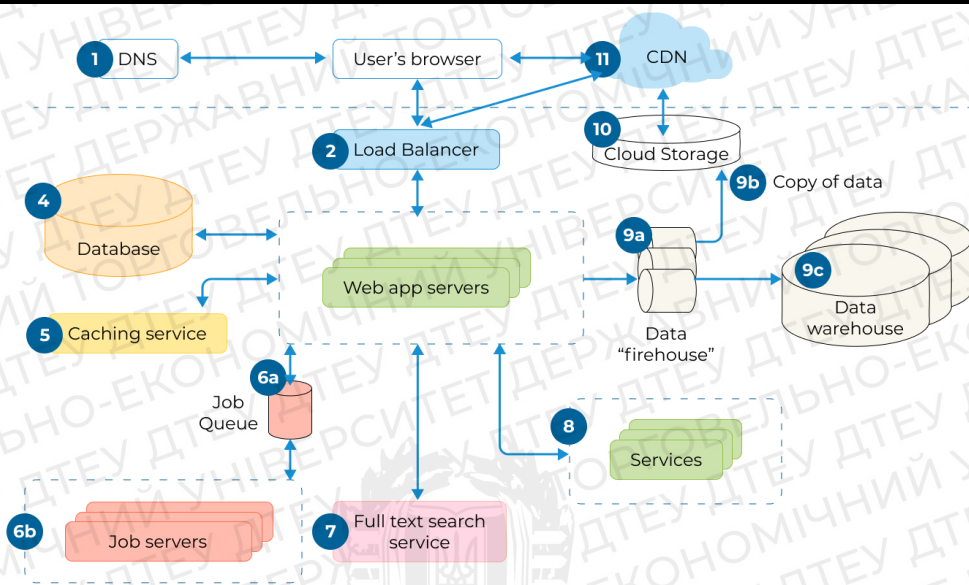 1 DNS
User's browser
11 CDN
2 Load Balancer
10
Cloud Storage
9b Copy of data
4
Database
9a
9c
Web app servers
Data
"firehouse"
Data
warehouse
5 Caching service
6a
Job
Queue
8
Services
6b
Job servers
7
Full text search
service